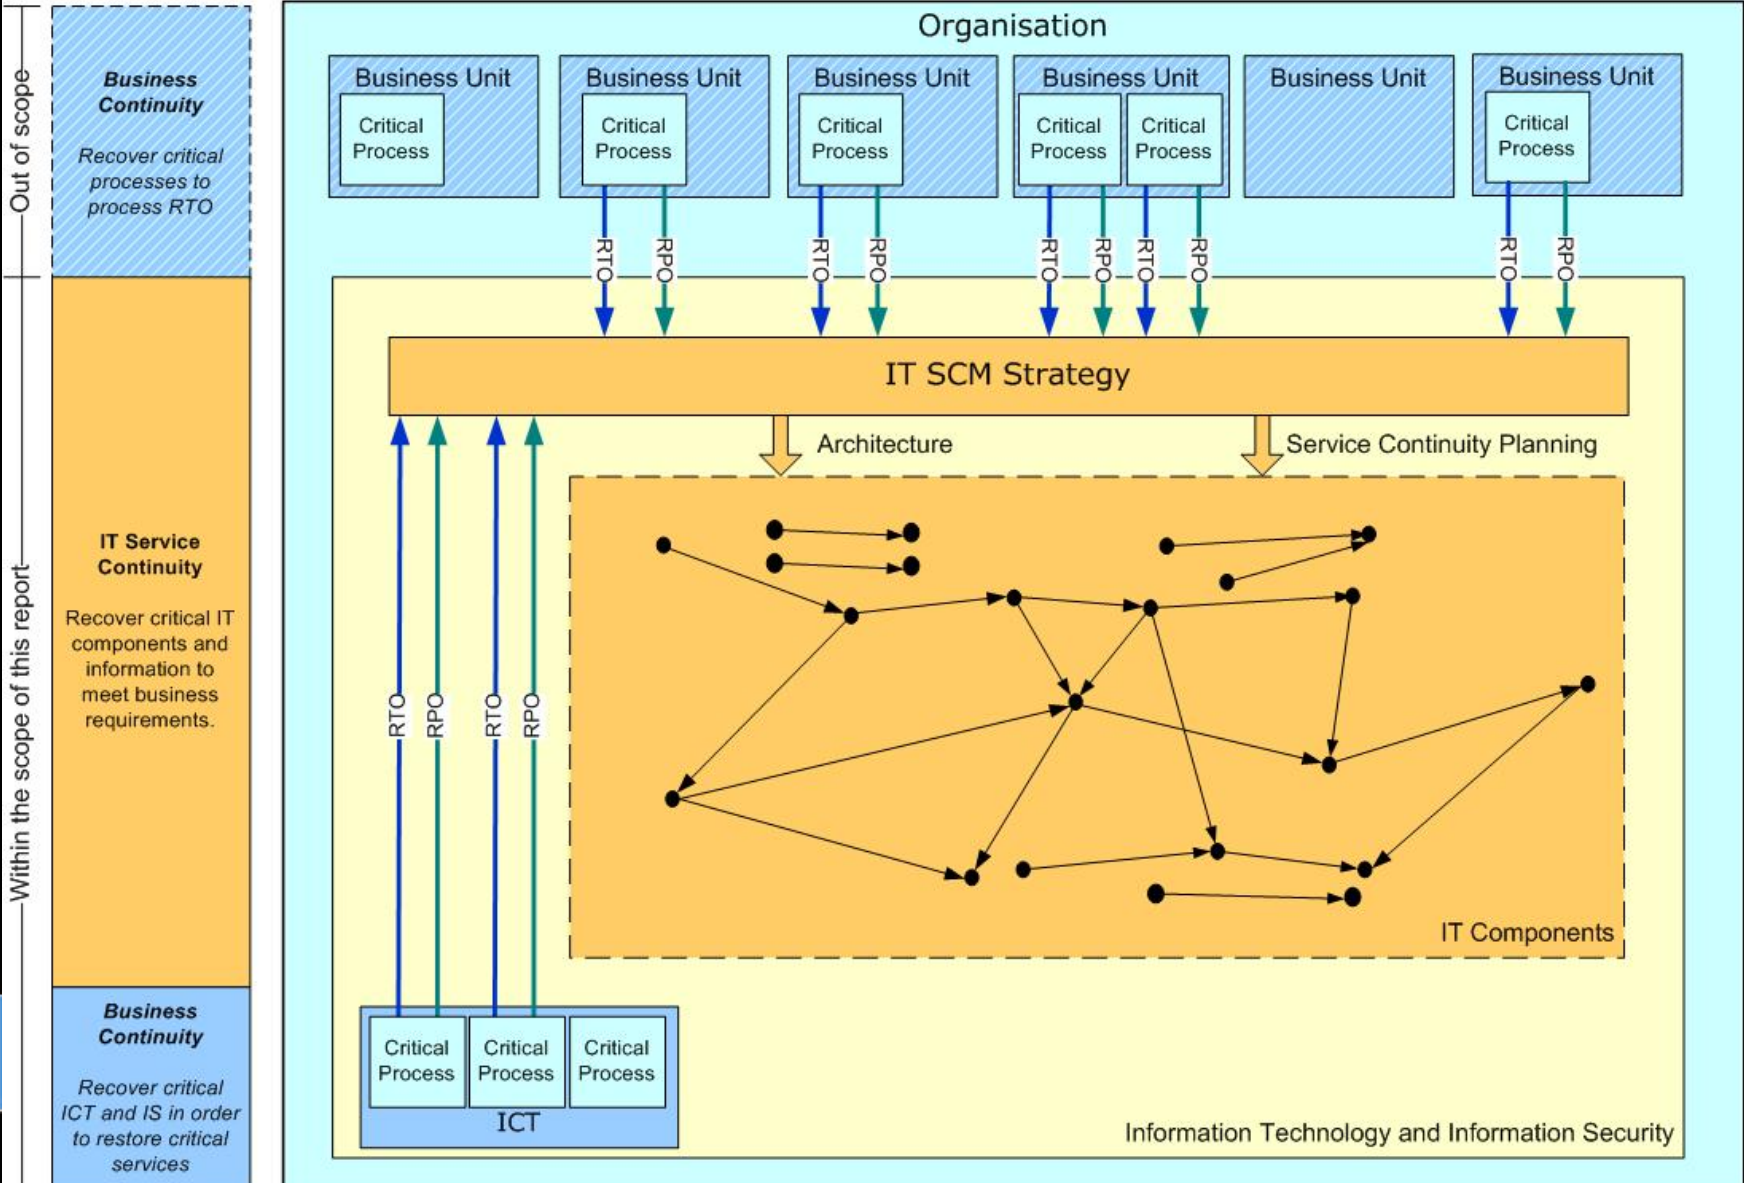 Out of scope
Within the scope of this report
Business
Continuity
Recover critical
processes to
process RTO
IT Service
Continuity
Recover critical IT
components and
information to
meet business
requirements.
Business
Continuity
Recover critical
ICT and IS in order
to restore critical
services
Organisation
Business Unit
Critical
Process
Business Unit
Critical
Process
Business Unit
Critical
Process
Business Unit
Critical
Process
Critical
Process
Business Unit
Business Unit
Critical
Process
RTO
RPO
RTO
RPO
RTO
RPO
RTO
RPO
RTO
RPO
IT SCM Strategy
Architecture
Service Continuity Planning
IT Components
RTO
RPO
RTO
RPO
Critical
Process
Critical
Process
Critical
Process
ICT
Information Technology and Information Security